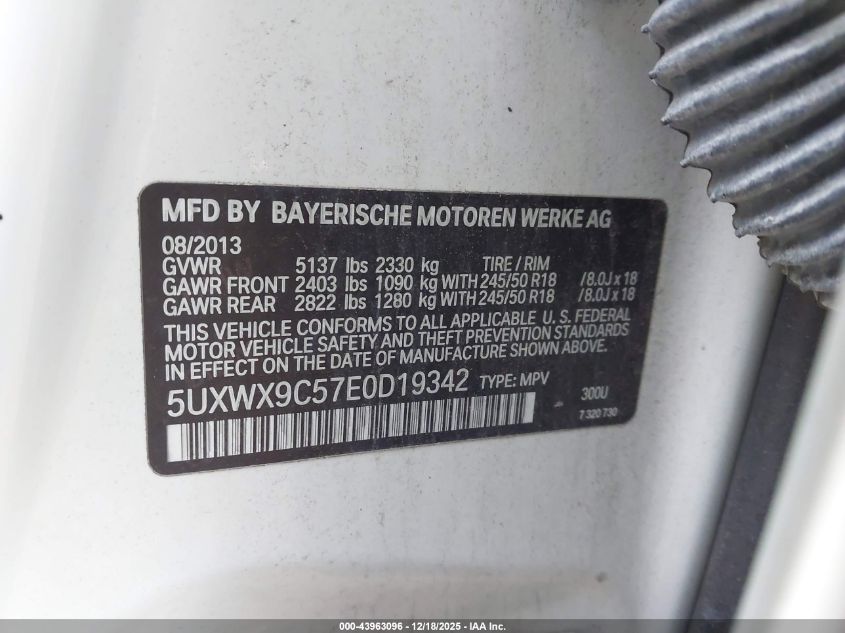 MFD BY BAYERISCHE MOTOREN WERKE AG
08/2013
GVWR 5137 lbs 2330 kg TIRE / RIM
GAWR FRONT 2403 lbs 1090 kg WITH 245/50 R18 /8.0J x 18
GAWR REAR 2822 lbs 1280 kg WITH 245/50 R18 /8.0J x 18
THIS VEHICLE CONFORMS TO ALL APPLICABLE U. S. FEDERAL
MOTOR VEHICLE SAFETY AND THEFT PREVENTION STANDARDS
IN EFFECT ON THE DATE OF MANUFACTURE SHOWN ABOVE.
5UXWX9C57E0D19342 TYPE: MPV 300U
7 320 730
000-43963096 - 12/18/2025 - IAA Inc.